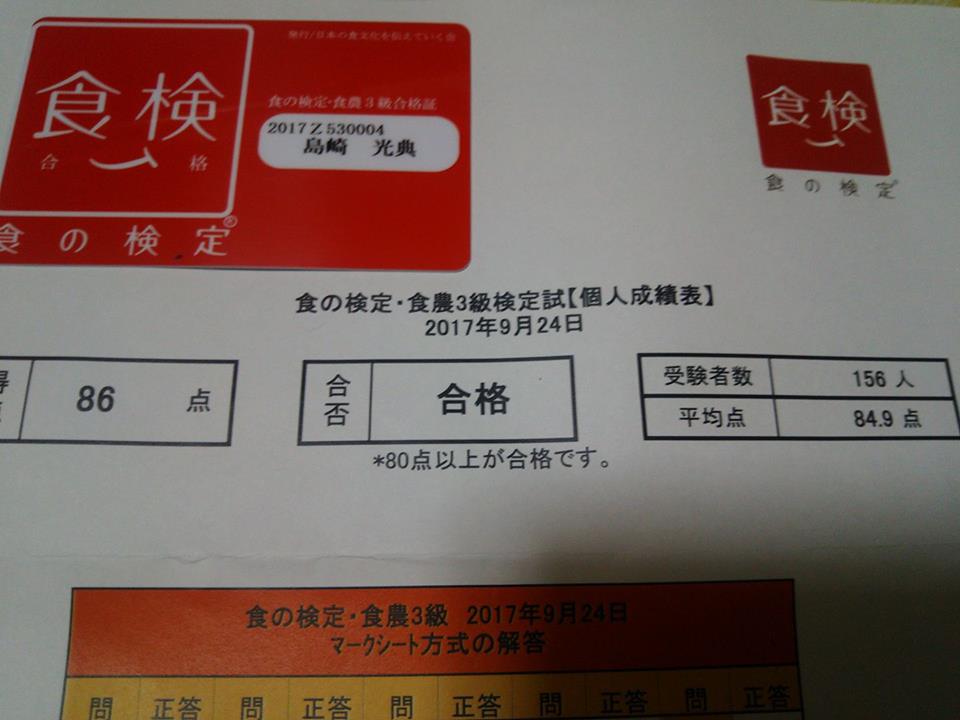 発行/日本の食文化を伝えていく会
食検
合格
食の検定®
食の検定・食農3級合格証
2017Z530004
島崎 光典
食検
食の検定®
食の検定・食農3級検定試【個人成績表】
2017年9月24日
86 点
合否 合格
*80点以上が合格です。
受験者数 156 人
平均点 84.9 点
食の検定・食農3級 2017年9月24日
マークシート方式の解答
問 正答 問 正答 問 正答 問 正答 問 正答